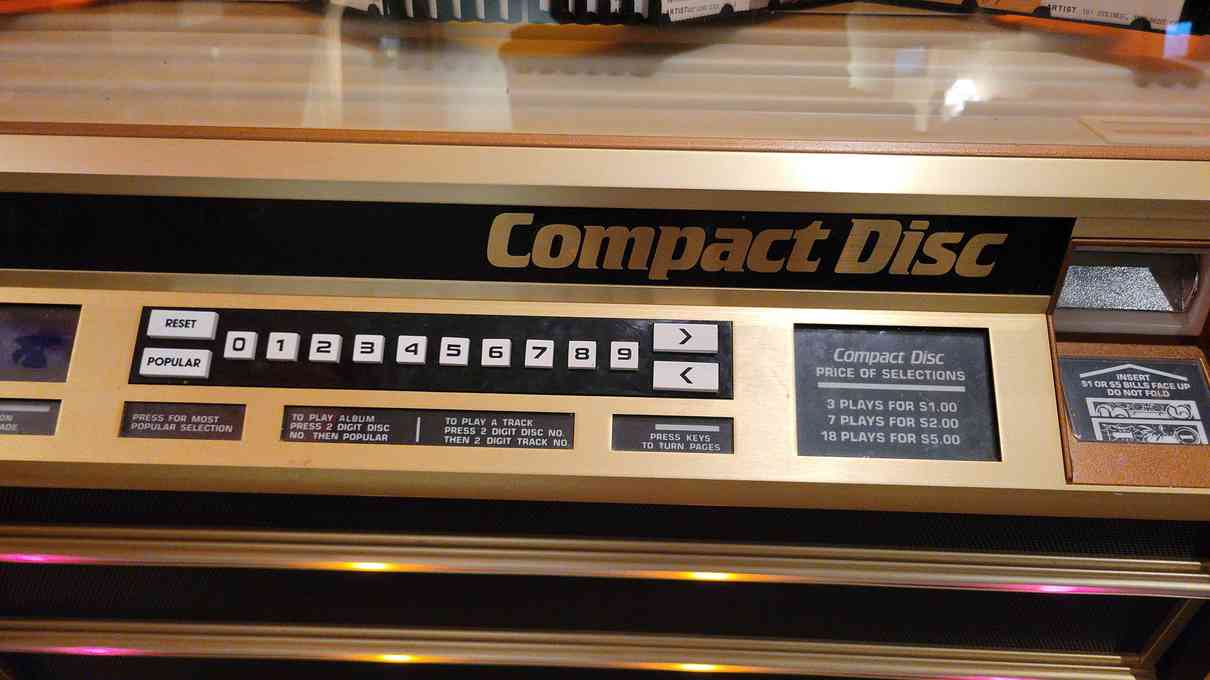 ARTIST
ARTIST
Compact Disc
RESET
POPULAR
0 1 2 3 4 5 6 7 8 9
>
<
Compact Disc
PRICE OF SELECTIONS
3 PLAYS FOR $1.00
7 PLAYS FOR $2.00
18 PLAYS FOR $5.00
INSERT
$1 OR $5 BILLS FACE UP
DO NOT FOLD
PRESS FOR MOST
POPULAR SELECTION
TO PLAY ALBUM
PRESS 2 DIGIT DISC
NO. THEN POPULAR
TO PLAY A TRACK
PRESS 2 DIGIT DISC NO.
THEN 2 DIGIT TRACK NO.
PRESS KEYS
TO TURN PAGES